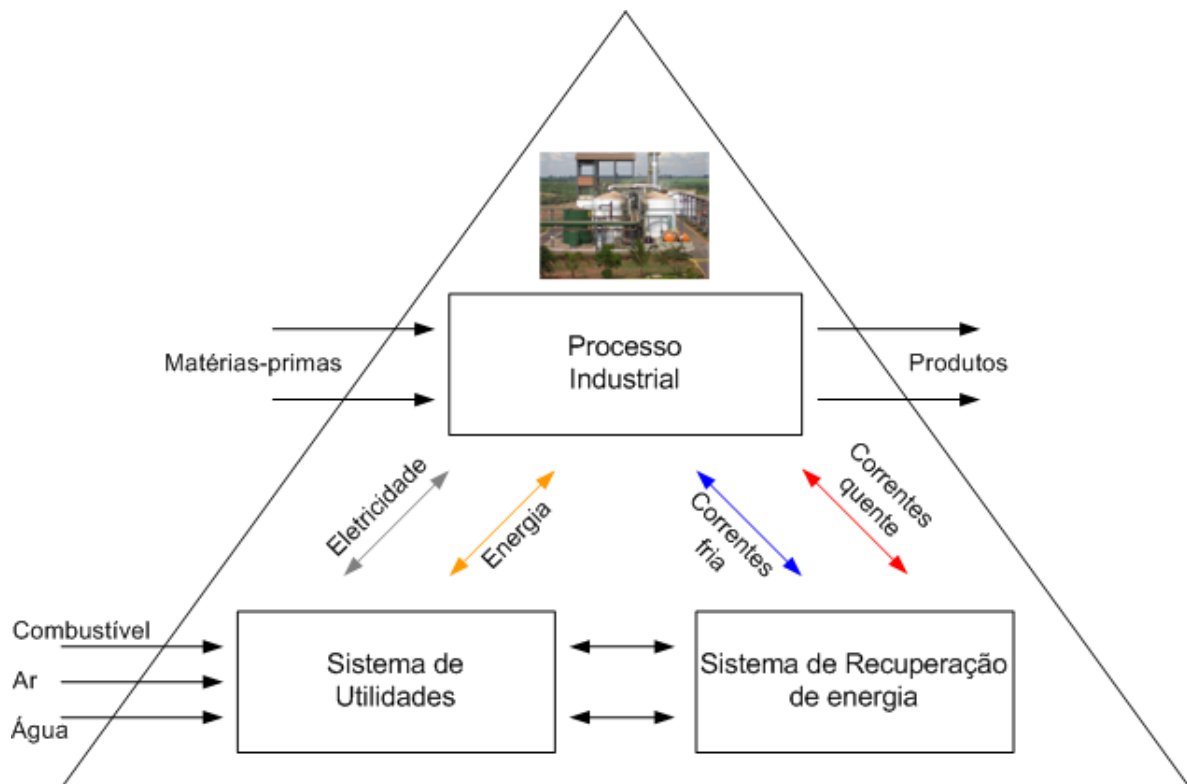 Processo
Industrial
Matérias-primas
Produtos
Eletricidade
Energia
Correntes
fria
Correntes
quente
Combustível
Ar
Água
Sistema de
Utilidades
Sistema de Recuperação
de energia